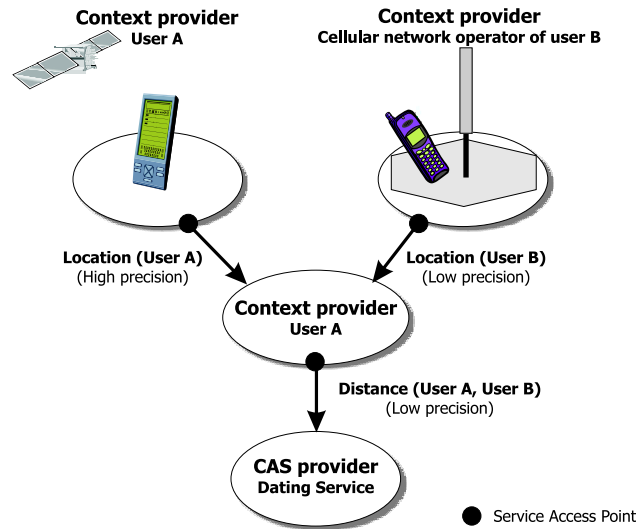 Context provider
User A
Context provider
Cellular network operator of user B
Location (User A)
(High precision)
Location (User B)
(Low precision)
Context provider
User A
Distance (User A, User B)
(Low precision)
CAS provider
Dating Service
Service Access Point